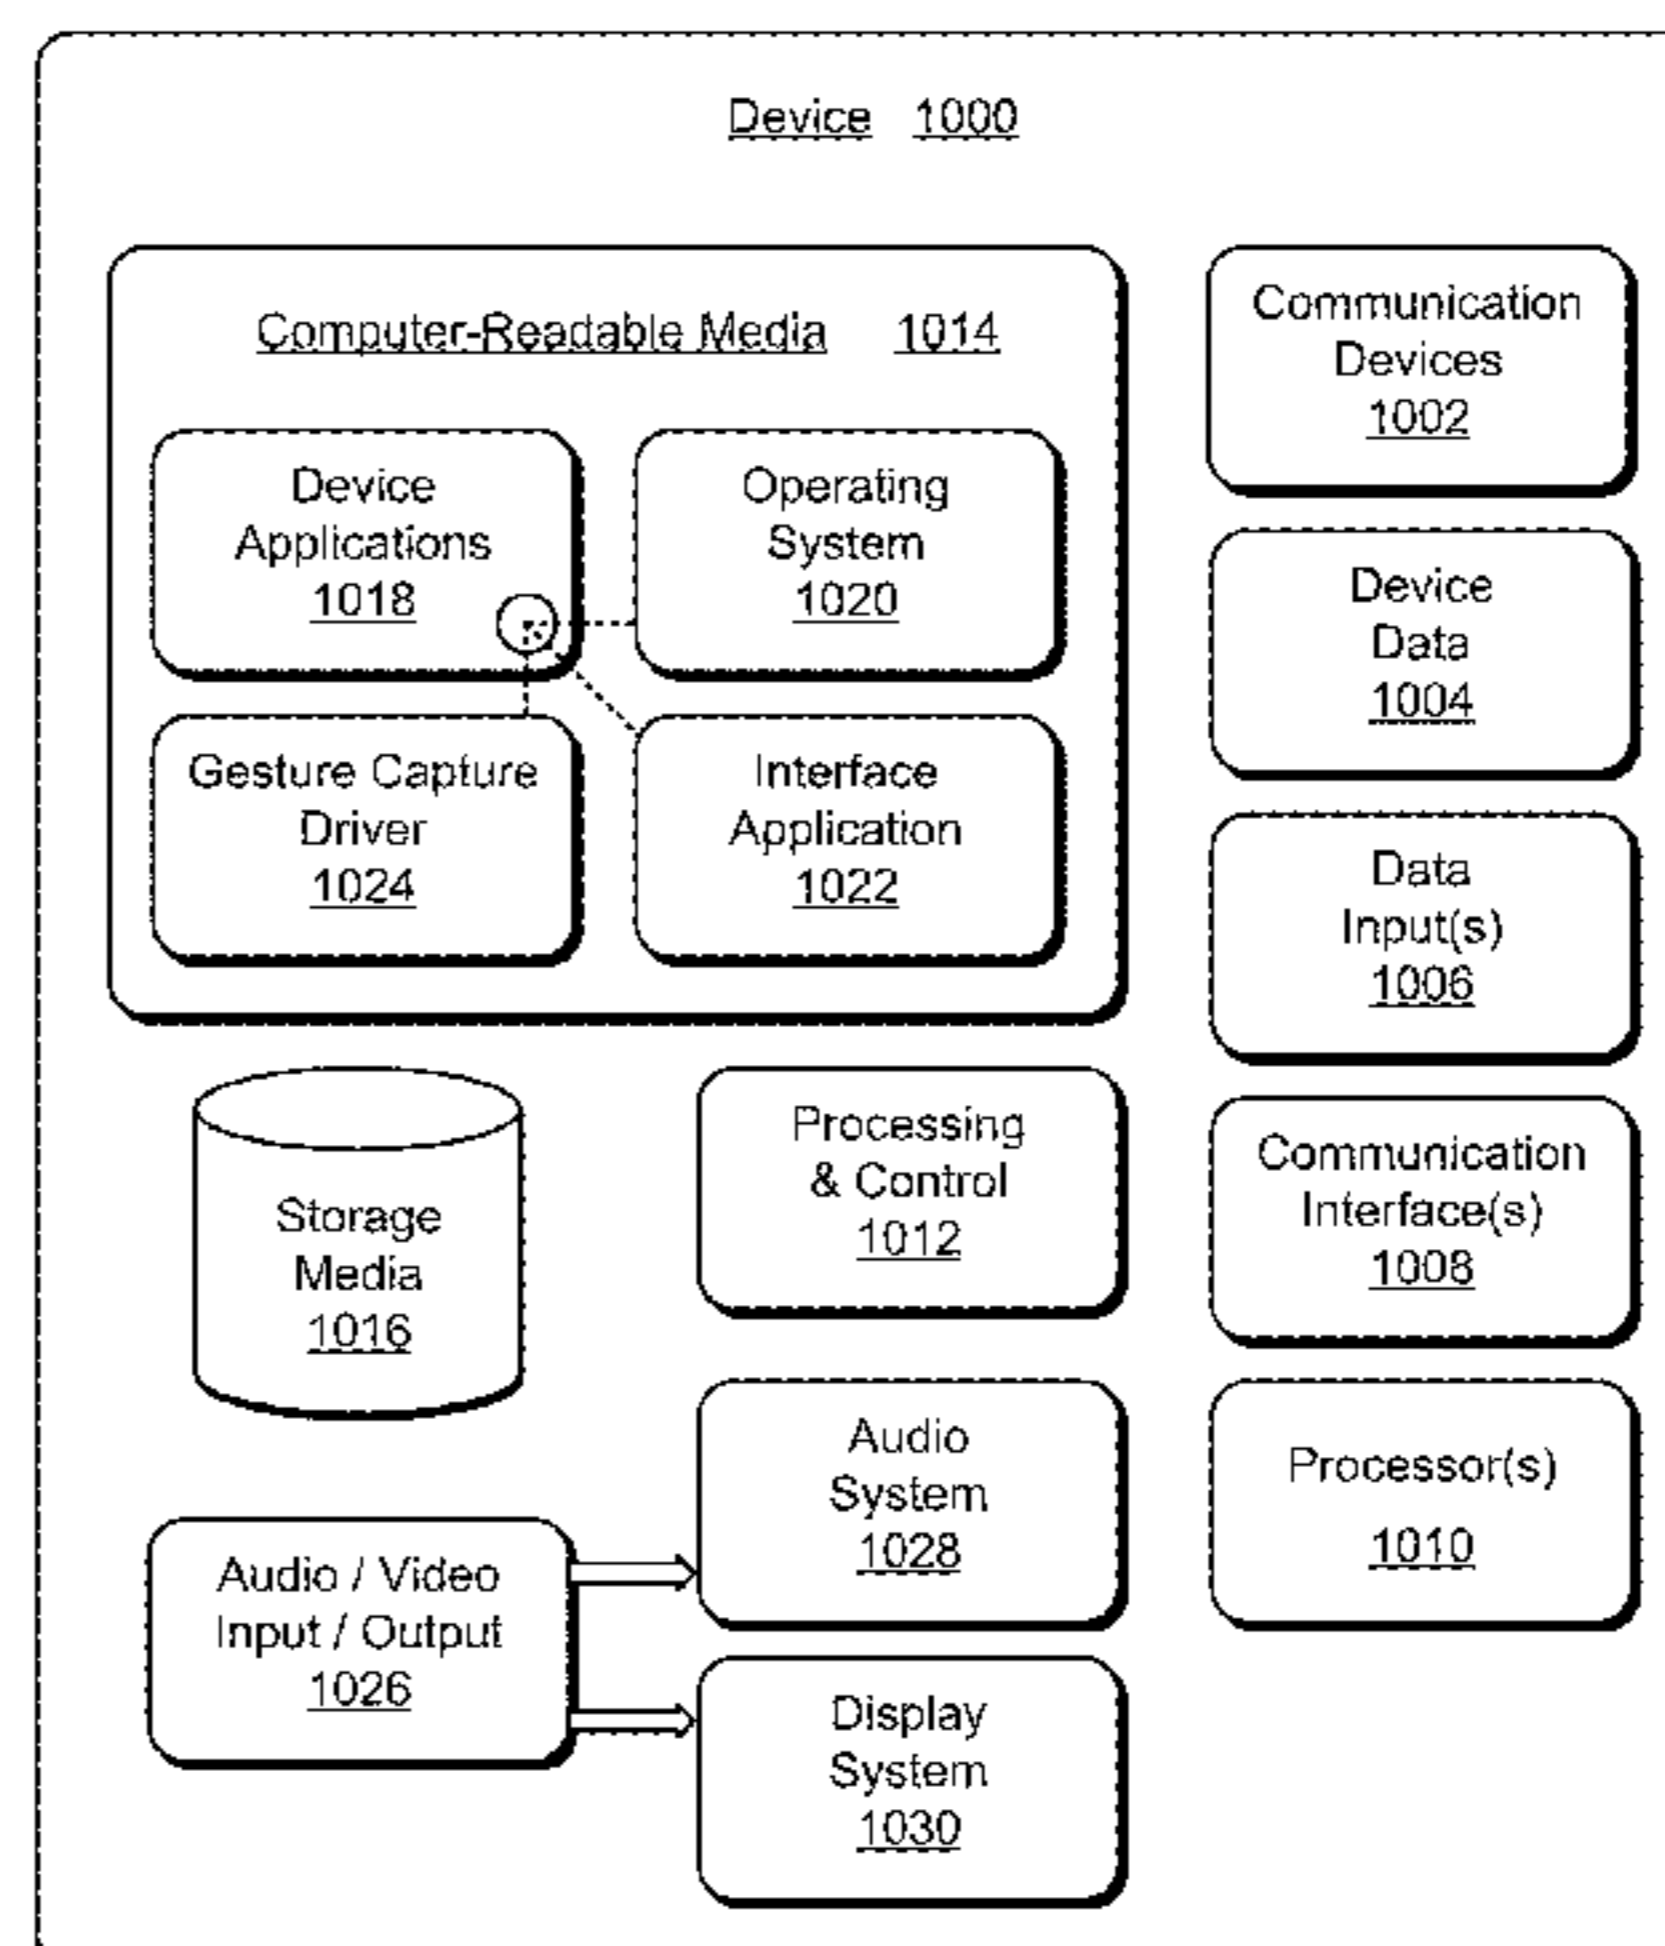 Device 1000
Computer-Readable Media 1014
Device
Applications
1018
Operating
System
1020
Gesture Capture
Driver
1024
Interface
Application
1022
Storage
Media
1016
Processing
& Control
1012
Audio / Video
Input / Output
1026
Audio
System
1028
Display
System
1030
Communication
Devices
1002
Device
Data
1004
Data
Input(s)
1006
Communication
Interface(s)
1008
Processor(s)
1010